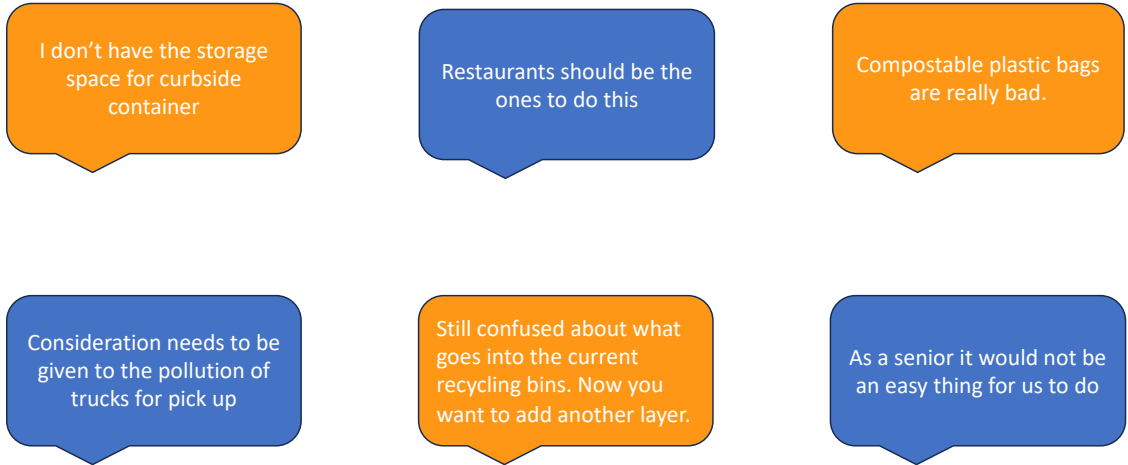 I don’t have the storage
space for curbside
container
Restaurants should be the
ones to do this
Compostable plastic bags
are really bad.
Consideration needs to be
given to the pollution of
trucks for pick up
Still confused about what
goes into the current
recycling bins. Now you
want to add another layer.
As a senior it would not be
an easy thing for us to do